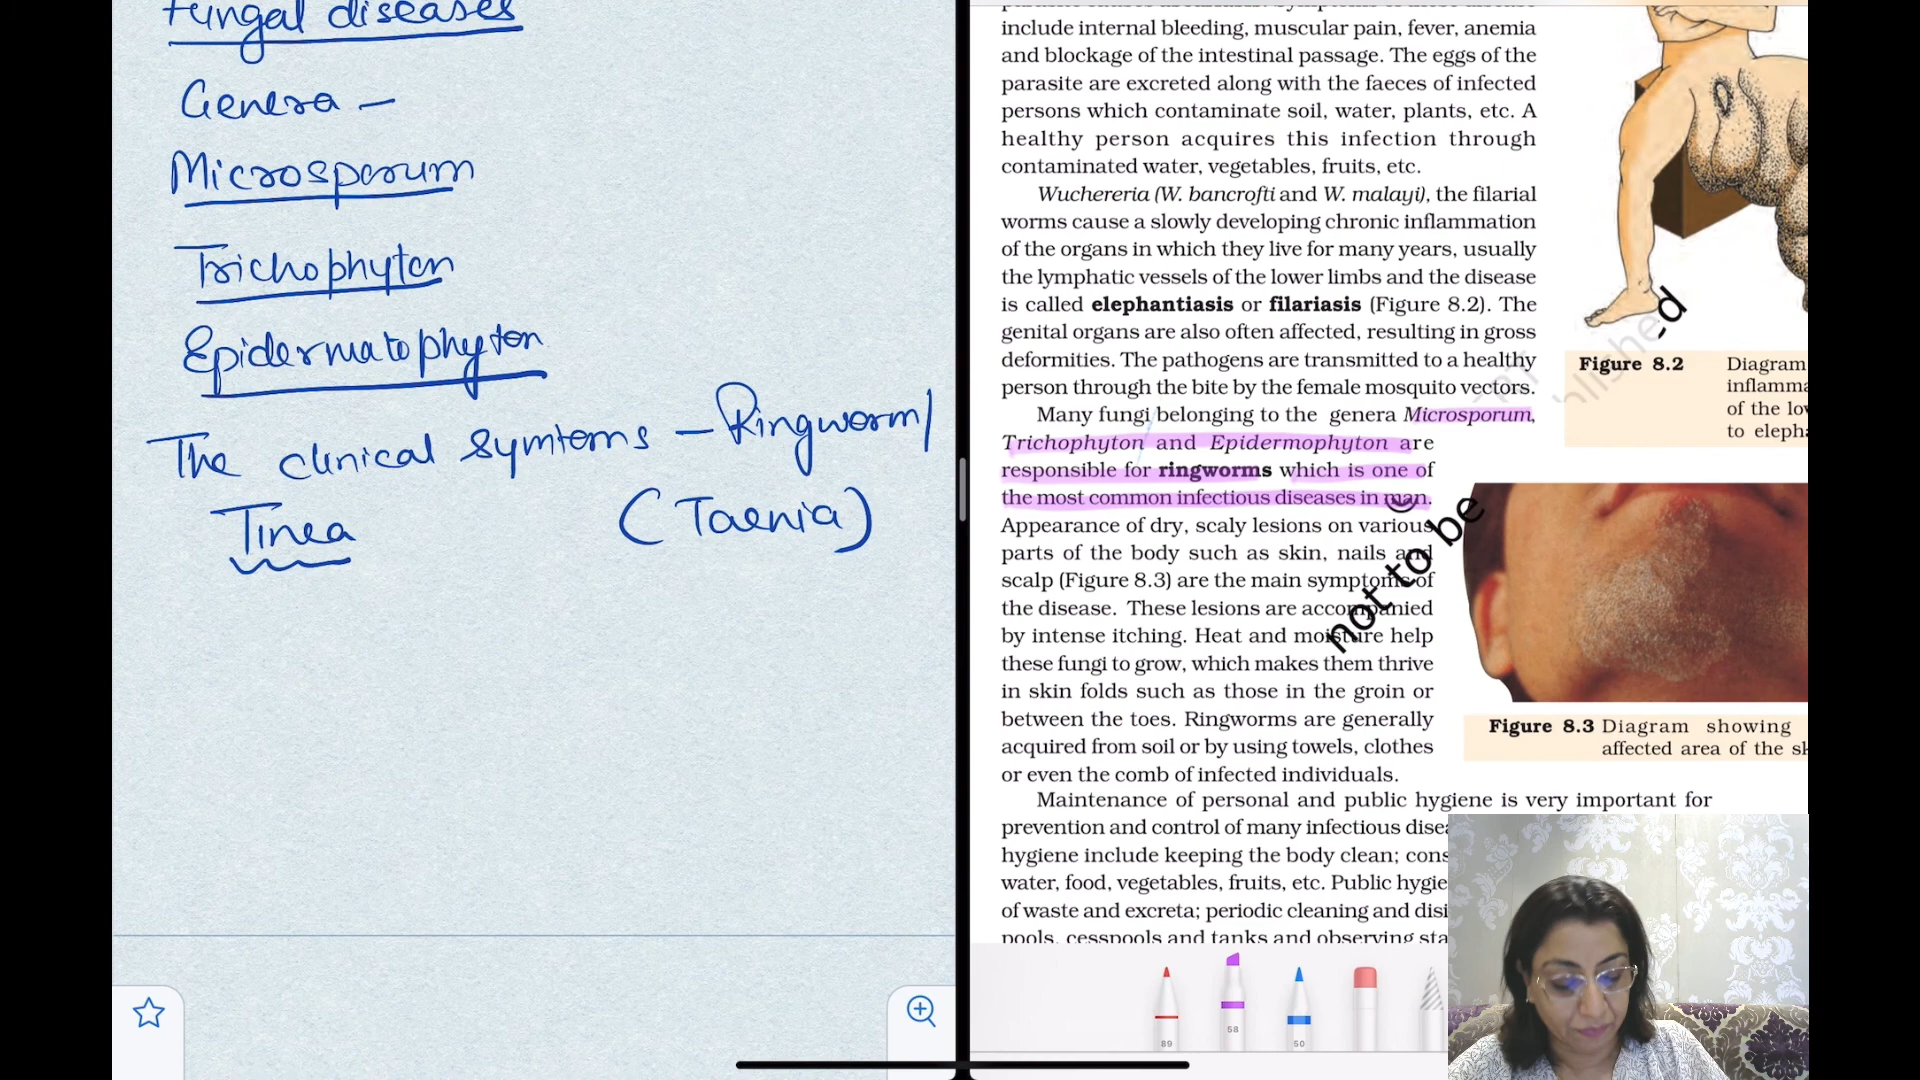 Fungal diseases
Genera –
Microsporum
Trichophyton
Epidermatophyton
The clinical Symtoms – Ringworm/
Tinea (Taenia)
include internal bleeding, muscular pain, fever, anemia
and blockage of the intestinal passage. The eggs of the
parasite are excreted along with the faeces of infected
persons which contaminate soil, water, plants, etc. A
healthy person acquires this infection through
contaminated water, vegetables, fruits, etc.
Wuchereria (W. bancrofti and W. malayi), the filarial
worms cause a slowly developing chronic inflammation
of the organs in which they live for many years, usually
the lymphatic vessels of the lower limbs and the disease
is called elephantiasis or filariasis (Figure 8.2). The
genital organs are also often affected, resulting in gross
deformities. The pathogens are transmitted to a healthy
person through the bite by the female mosquito vectors.
Many fungi belonging to the genera Microsporum,
Trichophyton and Epidermophyton are
responsible for ringworms which is one of
the most common infectious diseases in man.
Appearance of dry, scaly lesions on various
parts of the body such as skin, nails and
scalp (Figure 8.3) are the main symptoms of
the disease. These lesions are accompanied
by intense itching. Heat and moisture help
these fungi to grow, which makes them thrive
in skin folds such as those in the groin or
between the toes. Ringworms are generally
acquired from soil or by using towels, clothes
or even the comb of infected individuals.
Maintenance of personal and public hygiene is very important for
prevention and control of many infectious disea
hygiene include keeping the body clean; cons
water, food, vegetables, fruits, etc. Public hygie
of waste and excreta; periodic cleaning and disi
pools, cesspools and tanks and observing sta
Figure 8.2 Diagram
inflamma
of the lo
to eleph
Figure 8.3 Diagram showing
affected area of the sk
© not to be
blished
89
58
50